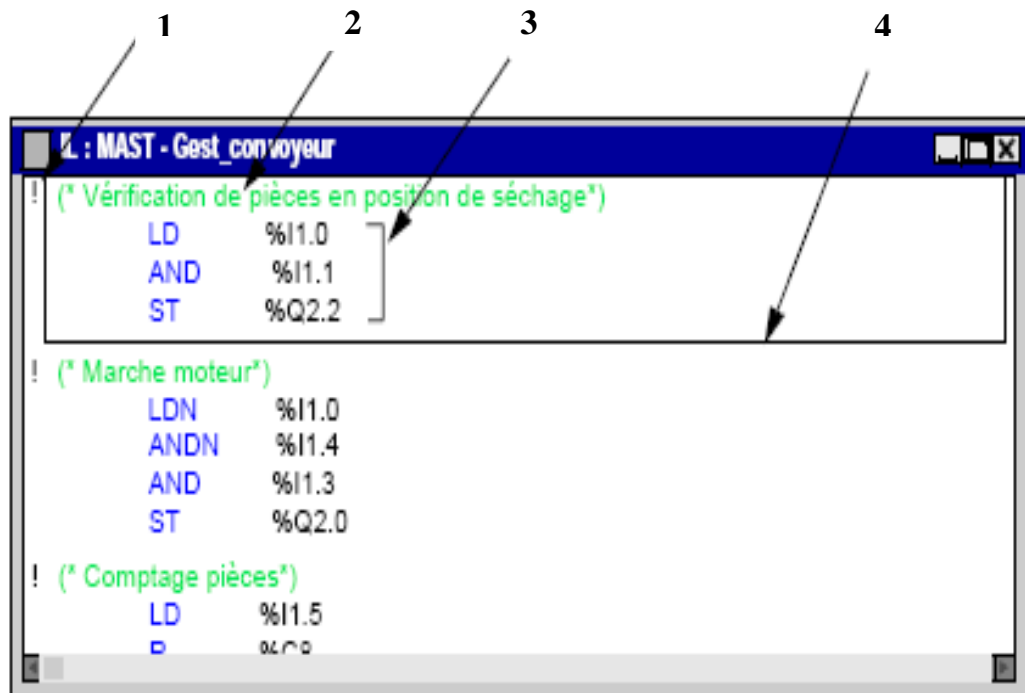 1 2 3 4
IL : MAST - Gest_convoyeur
! (* Vérification de pièces en position de séchage*)
LD %I1.0
AND %I1.1
ST %Q2.2
! (* Marche moteur*)
LDN %I1.0
ANDN %I1.4
AND %I1.3
ST %Q2.0
! (* Comptage pièces*)
LD %I1.5